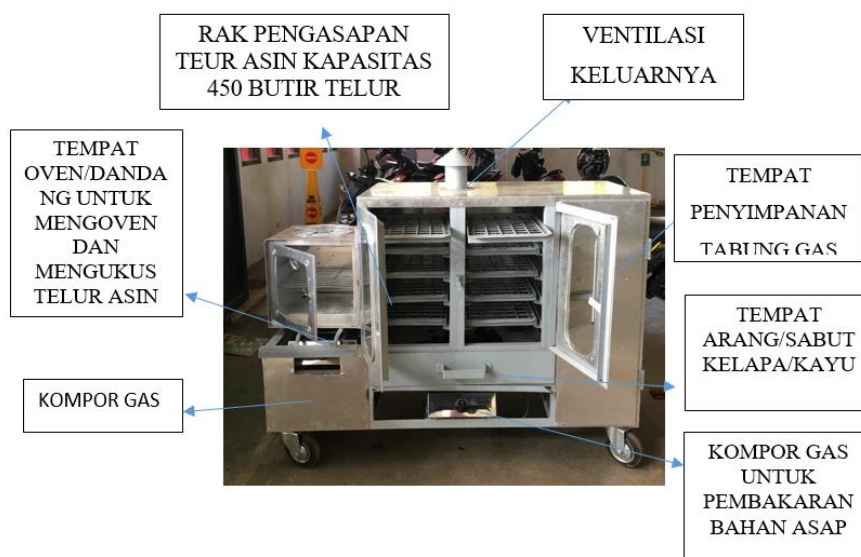 RAK PENGASAPAN
TEUR ASIN KAPASITAS
450 BUTIR TELUR
VENTILASI
KELUARNYA
TEMPAT
OVEN/DANDA
NG UNTUK
MENGOVEN
DAN
MENGUKUS
TELUR ASIN
TEMPAT
PENYIMPANAN
TABUNG GAS
TEMPAT
ARANG/SABUT
KELAPA/KAYU
KOMPOR GAS
KOMPOR GAS
UNTUK
PEMBAKARAN
BAHAN ASAP